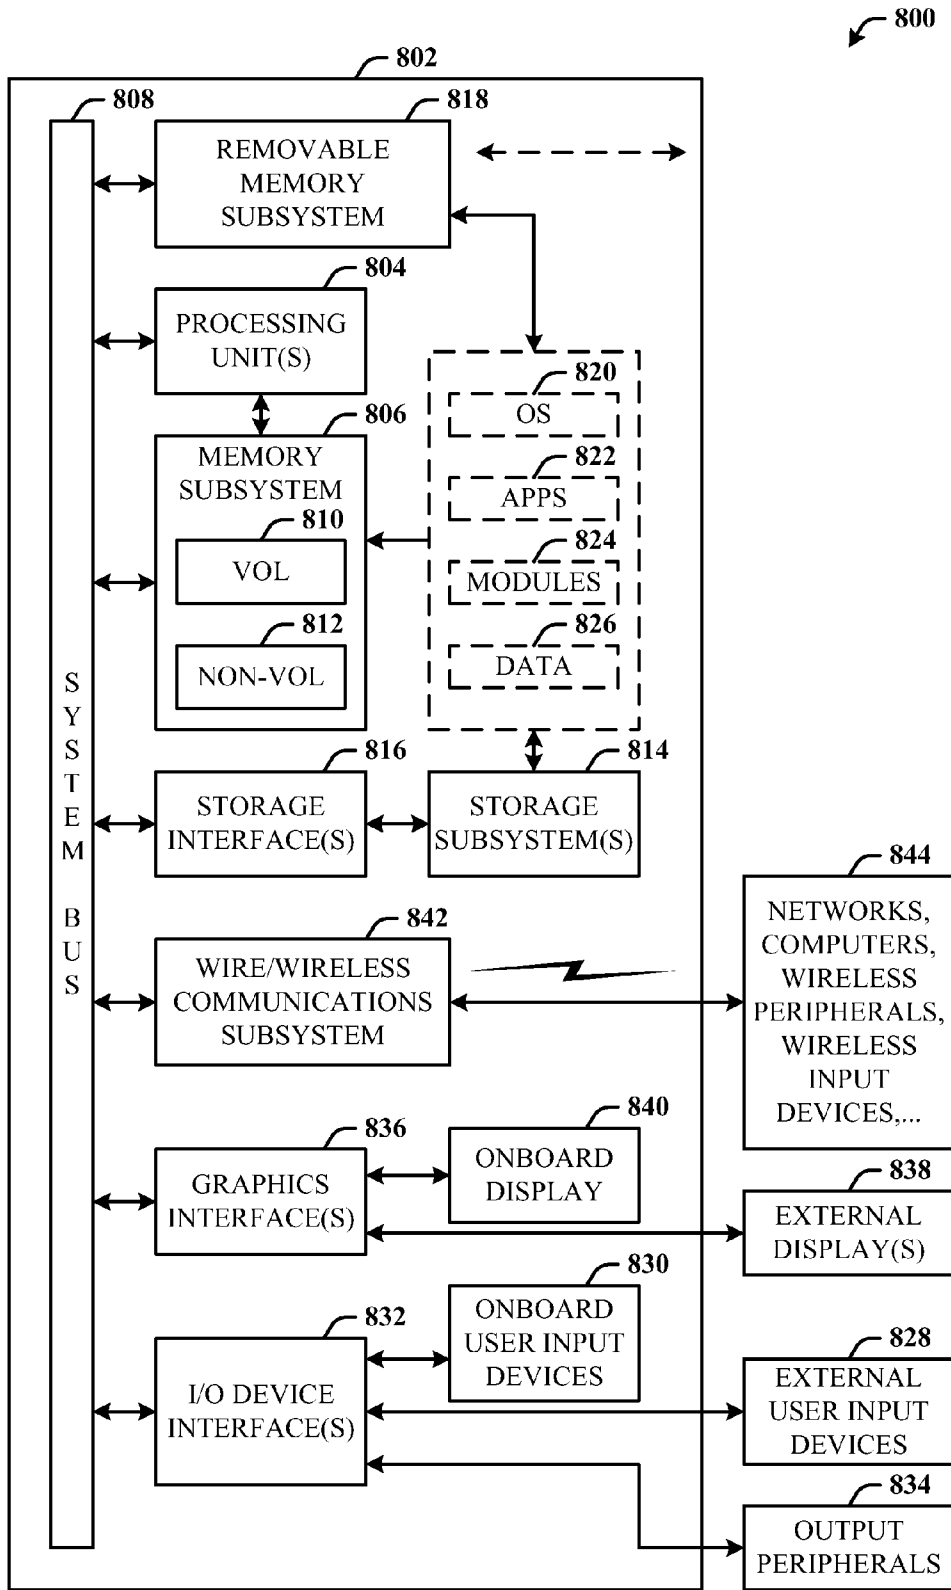 800
802
808
818
REMOVABLE
MEMORY
SUBSYSTEM
804
PROCESSING
UNIT(S)
806
MEMORY
SUBSYSTEM
810
VOL
812
NON-VOL
820
OS
822
APPS
824
MODULES
826
DATA
SYSTEM BUS
816
STORAGE
INTERFACE(S)
814
STORAGE
SUBSYSTEM(S)
842
WIRE/WIRELESS
COMMUNICATIONS
SUBSYSTEM
844
NETWORKS,
COMPUTERS,
WIRELESS
PERIPHERALS,
WIRELESS
INPUT
DEVICES,...
836
GRAPHICS
INTERFACE(S)
840
ONBOARD
DISPLAY
838
EXTERNAL
DISPLAY(S)
832
I/O DEVICE
INTERFACE(S)
830
ONBOARD
USER INPUT
DEVICES
828
EXTERNAL
USER INPUT
DEVICES
834
OUTPUT
PERIPHERALS